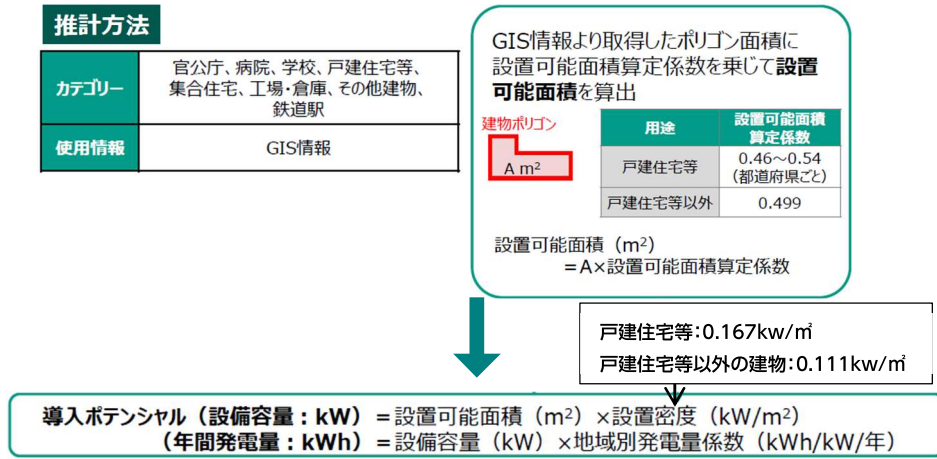 推計方法
カテゴリー
官公庁、病院、学校、戸建住宅等、
集合住宅、工場・倉庫、その他建物、
鉄道駅
使用情報
GIS情報
GIS情報より取得したポリゴン面積に
設置可能面積算定係数を乗じて設置
可能面積を算出
建物ポリゴン
A m²
用途
設置可能面積
算定係数
戸建住宅等
0.46～0.54
(都道府県ごと)
戸建住宅等以外
0.499
設置可能面積（m²）
＝A×設置可能面積算定係数
戸建住宅等:0.167kw/㎡
戸建住宅等以外の建物:0.111kw/㎡
導入ポテンシャル（設備容量：kW）＝設置可能面積（m²）×設置密度（kW/m²）
（年間発電量：kWh）＝設備容量（kW）×地域別発電量係数（kWh/kW/年）